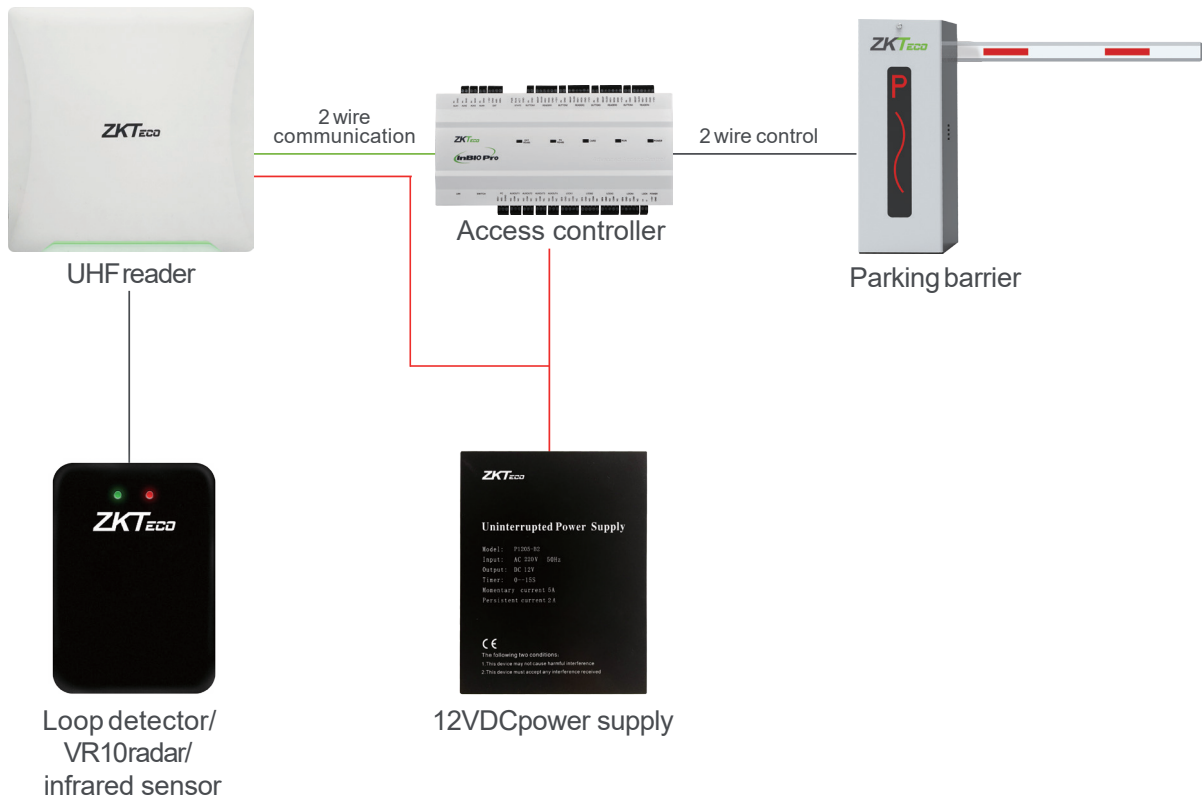 ZKTECO
2 wire
communication
ZKTECO
inBIO Pro
2 wire control
ZKTECO
P
UHF reader
Access controller
Parking barrier
ZKTECO
Loop detector/
VR10radar/
infrared sensor
ZKTECO
Uninterrupted Power Supply
Model: P1205-B2
Input: AC 220V 50Hz
Output: DC 12V
Timer: 0--15S
Momentary current 5A
Persistent current 2A
CE
The following two conditions:
1.This device may not cause harmful interference
2.This device must accept any interference received
12VDCpower supply